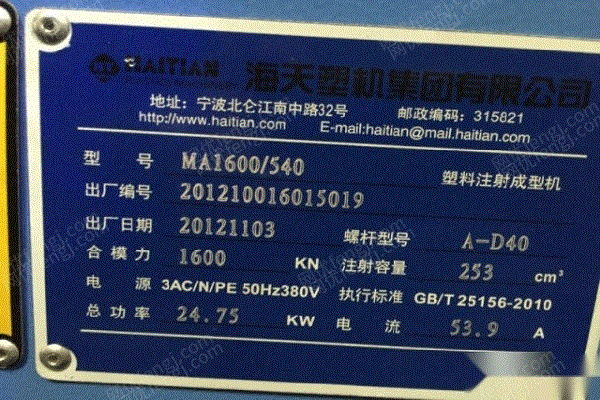 HAITIAN 海天塑机集团有限公司
地址：宁波北仑江南中路32号 邮政编码：315821
http://www.haitian.com E-mail:haitian@mail.haitian.com
型号 MA1600/540 塑料注射成型机
出厂编号 201210016015019
出厂日期 20121103 螺杆型号 A-D40
合模力 1600 KN 注射容量 253 cm³
电源 3AC/N/PE 50Hz380V 执行标准 GB/T 25156-2010
总功率 24.75 KW 电流 53.9 A